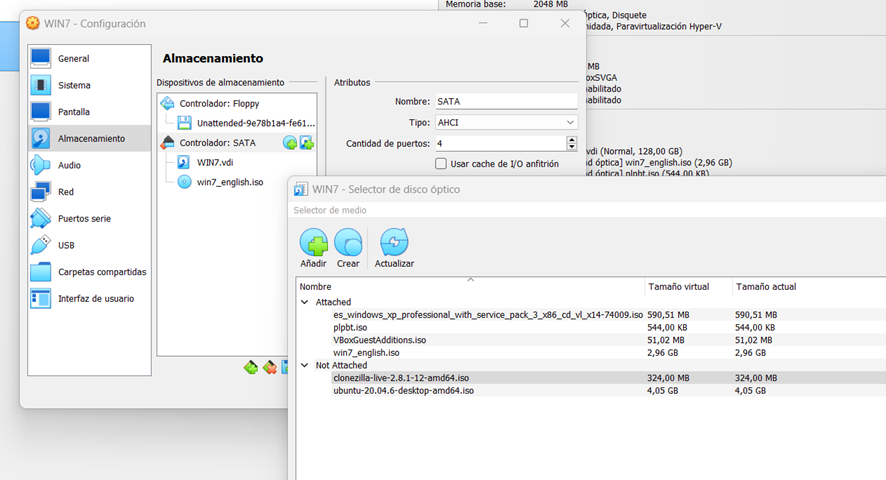 Memoria base:
2048 MB
WIN7 - Configuración
óptica, Disquete
nidada, Paravirtualización Hyper-V
General
Sistema
Pantalla
Almacenamiento
Audio
Red
Puertos serie
USB
Carpetas compartidas
Interfaz de usuario
Almacenamiento
Dispositivos de almacenamiento
Controlador: Floppy
Unattended-9e78b1a4-fe61...
Controlador: SATA
WIN7.vdi
win7_english.iso
Atributos
Nombre:
SATA
Tipo:
AHCI
Cantidad de puertos:
4
Usar cache de I/O anfitrión
MB
oxSVGA
abilitado
abilitado
vdi (Normal, 128,00 GB)
d óptica] win7_english.iso (2,96 GB)
d óptica] plpbt.iso (544,00 KB)
WIN7 - Selector de disco óptico
Selector de medio
Añadir
Crear
Actualizar
Nombre Tamaño virtual Tamaño actual
Attached
es_windows_xp_professional_with_service_pack_3_x86_cd_vl_x14-74009.iso 590,51 MB 590,51 MB
plpbt.iso 544,00 KB 544,00 KB
VBoxGuestAdditions.iso 51,02 MB 51,02 MB
win7_english.iso 2,96 GB 2,96 GB
Not Attached
clonezilla-live-2.8.1-12-amd64.iso 324,00 MB 324,00 MB
ubuntu-20.04.6-desktop-amd64.iso 4,05 GB 4,05 GB